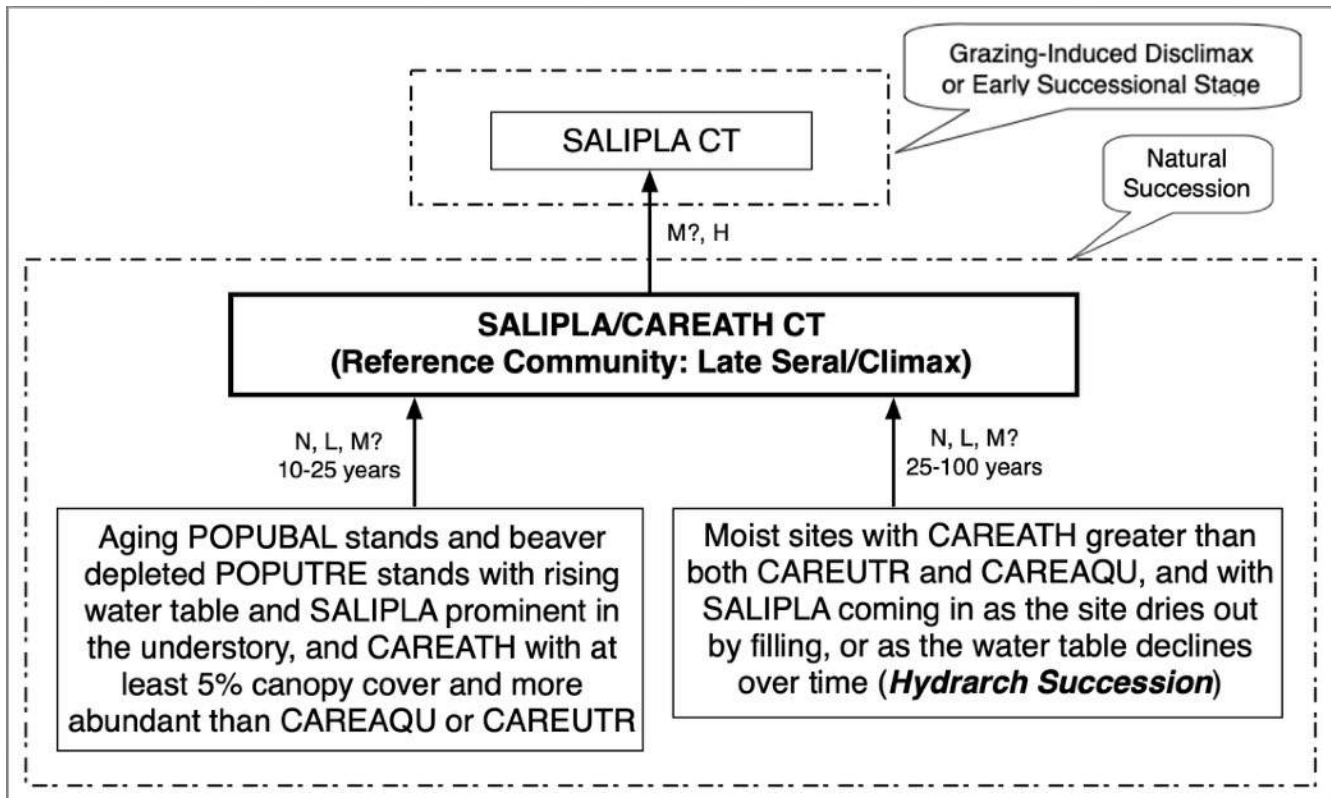 Grazing-Induced Disclimax
or Early Successional Stage
SALIPLA CT
Natural
Succession
M?, H
SALIPLA/CAREATH CT
(Reference Community: Late Seral/Climax)
N, L, M?
10-25 years
N, L, M?
25-100 years
Aging POPUBAL stands and beaver
depleted POPUTRE stands with rising
water table and SALIPLA prominent in
the understory, and CAREATH with at
least 5% canopy cover and more
abundant than CAREAQU or CAREUTR
Moist sites with CAREATH greater than
both CAREUTR and CAREAQU, and with
SALIPLA coming in as the site dries out
by filling, or as the water table declines
over time (Hydrarch Succession)